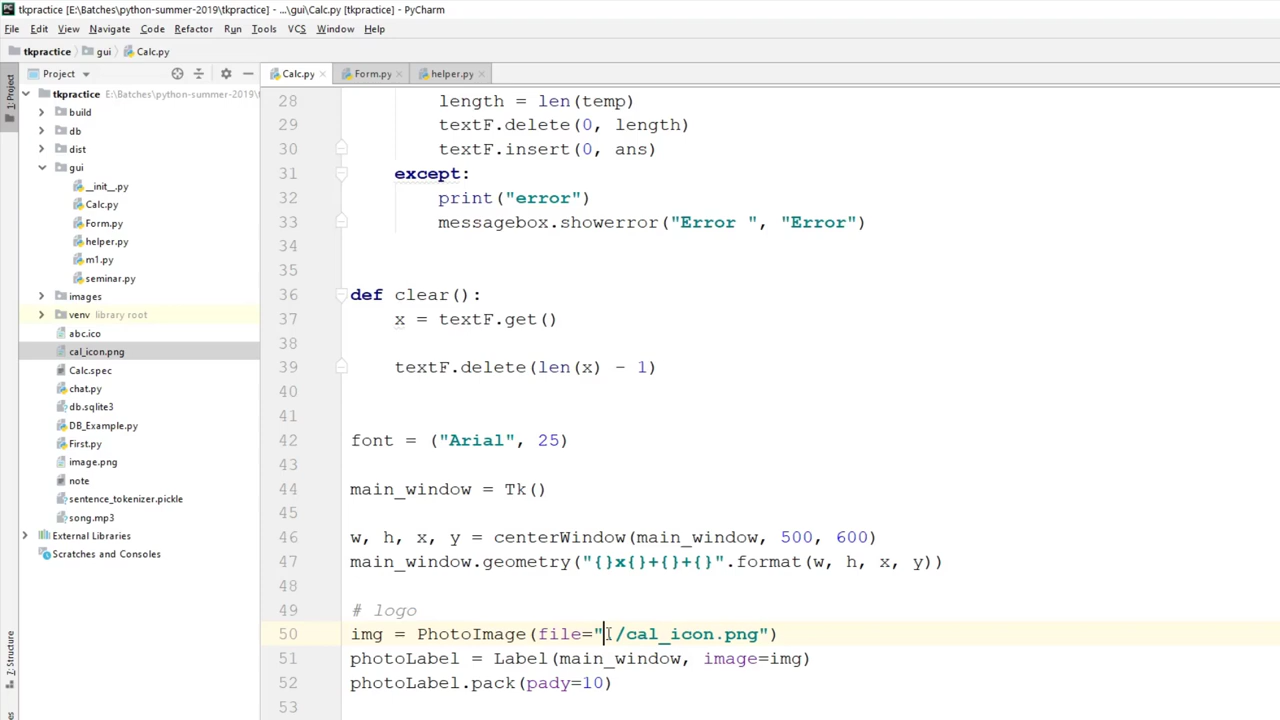 tkpractice [E:\Batches\python-summer-2019\tkpractice] - ...\gui\Calc.py [tkpractice] - PyCharm
File Edit View Navigate Code Refactor Run Tools VCS Window Help
tkpractice gui Calc.py
Project
Calc.py Form.py helper.py
1: Project
tkpractice E:\Batches\python-summer-2019\t
build
db
dist
gui
__init__.py
Calc.py
Form.py
helper.py
m1.py
seminar.py
images
venv library root
abc.ico
cal_icon.png
Calc.spec
chat.py
db.sqlite3
DB_Example.py
First.py
image.png
note
sentence_tokenizer.pickle
song.mp3
External Libraries
Scratches and Consoles
7: Structure
28 length = len(temp)
29 textF.delete(0, length)
30 textF.insert(0, ans)
31 except:
32 print("error")
33 messagebox.showerror("Error ", "Error")
34
35
36 def clear():
37 x = textF.get()
38
39 textF.delete(len(x) - 1)
40
41
42 font = ("Arial", 25)
43
44 main_window = Tk()
45
46 w, h, x, y = centerWindow(main_window, 500, 600)
47 main_window.geometry("{}x{}+{}+{}".format(w, h, x, y))
48
49 # logo
50 img = PhotoImage(file="./cal_icon.png")
51 photoLabel = Label(main_window, image=img)
52 photoLabel.pack(pady=10)
53